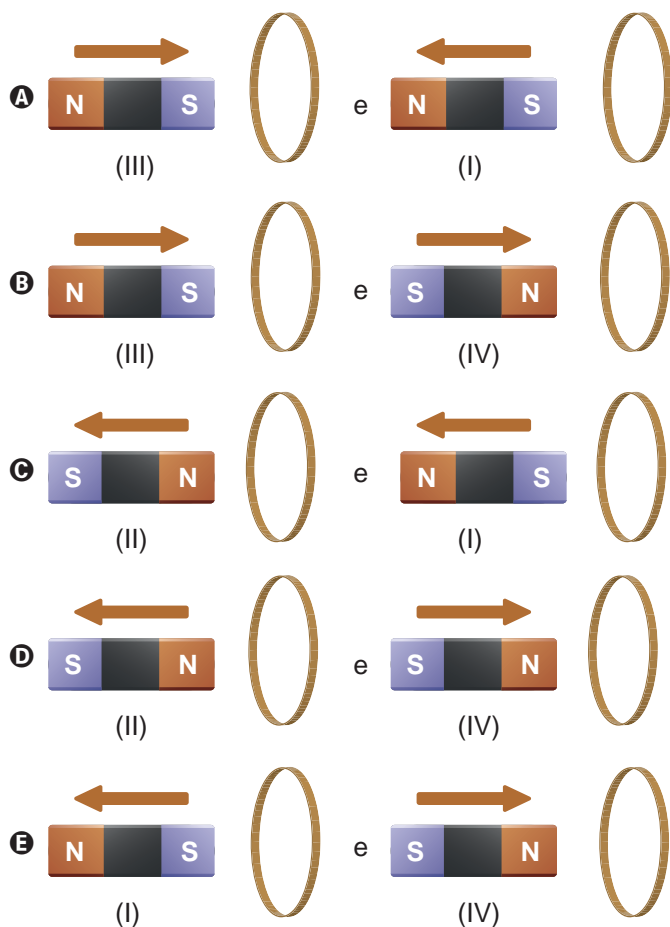 A N S e N S
(III) (I)
B N S e S N
(III) (IV)
C S N e N S
(II) (I)
D S N e S N
(II) (IV)
E N S e S N
(I) (IV)